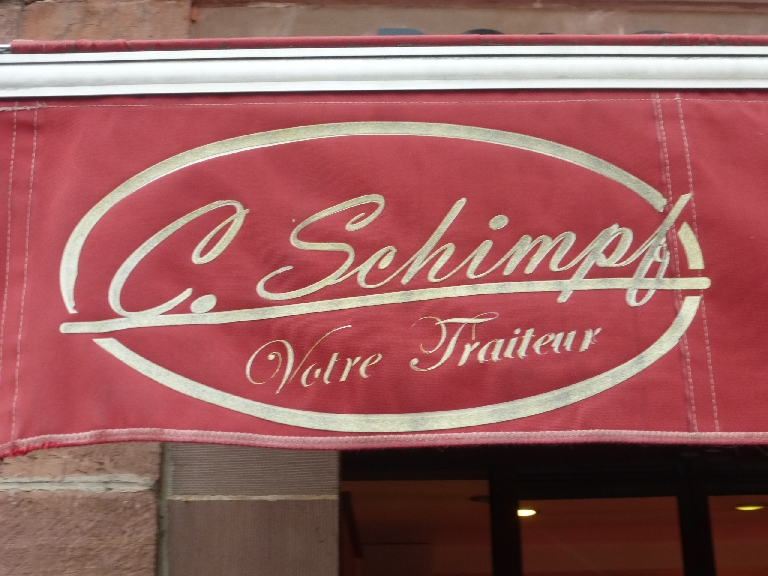 C. Schimpf
Votre Traiteur